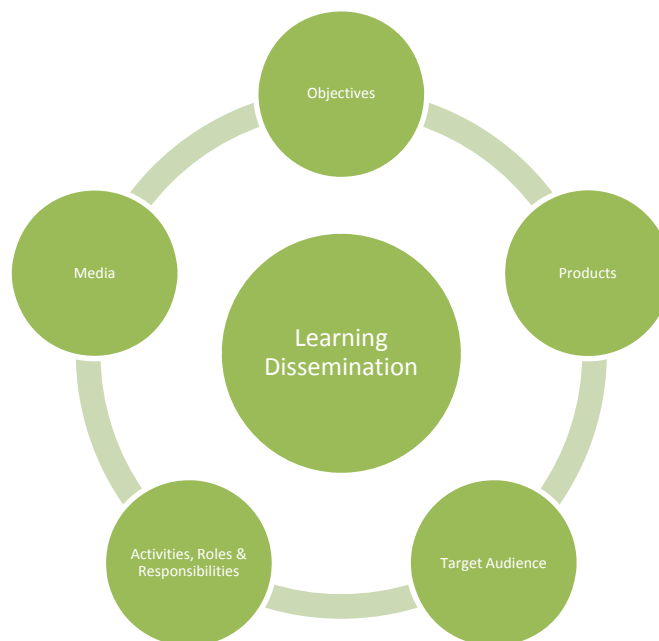 Objectives
Media
Products
Learning
Dissemination
Activities, Roles &
Responsibilities
Target Audience